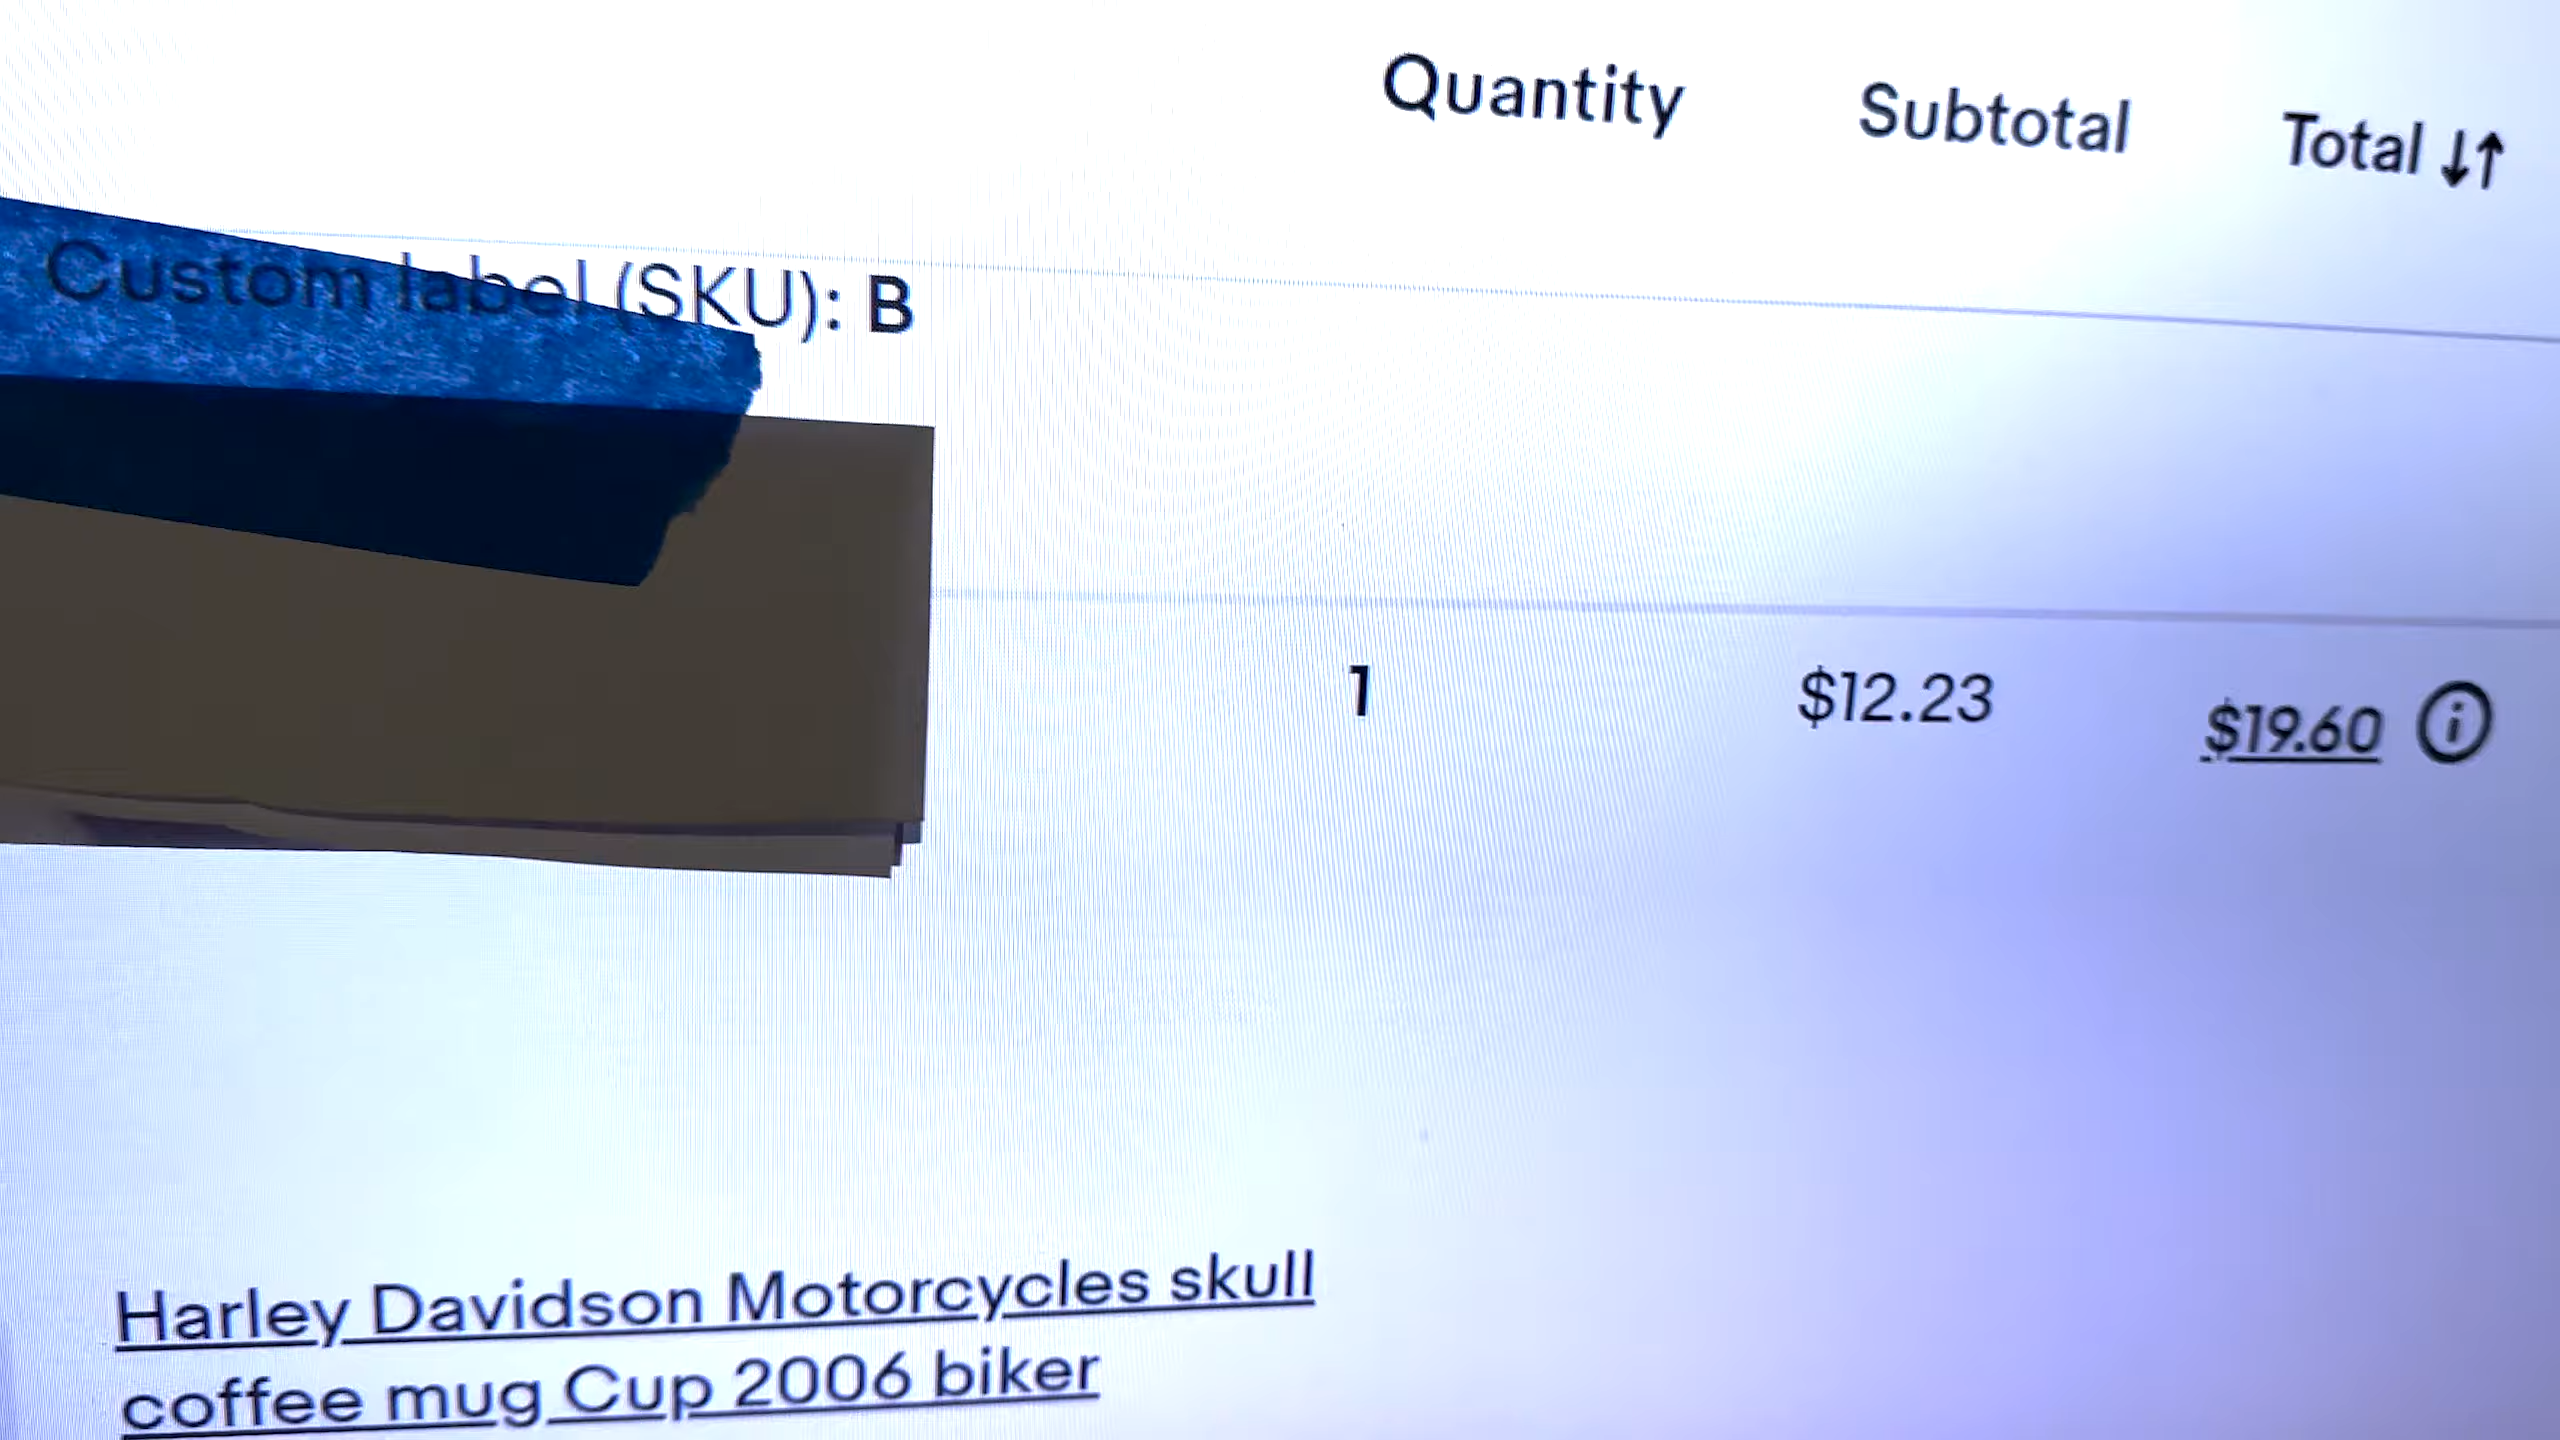 Quantity Subtotal Total ↓↑
Custom label (SKU): B
1 $12.23 $19.60
Harley Davidson Motorcycles skull
coffee mug Cup 2006 biker